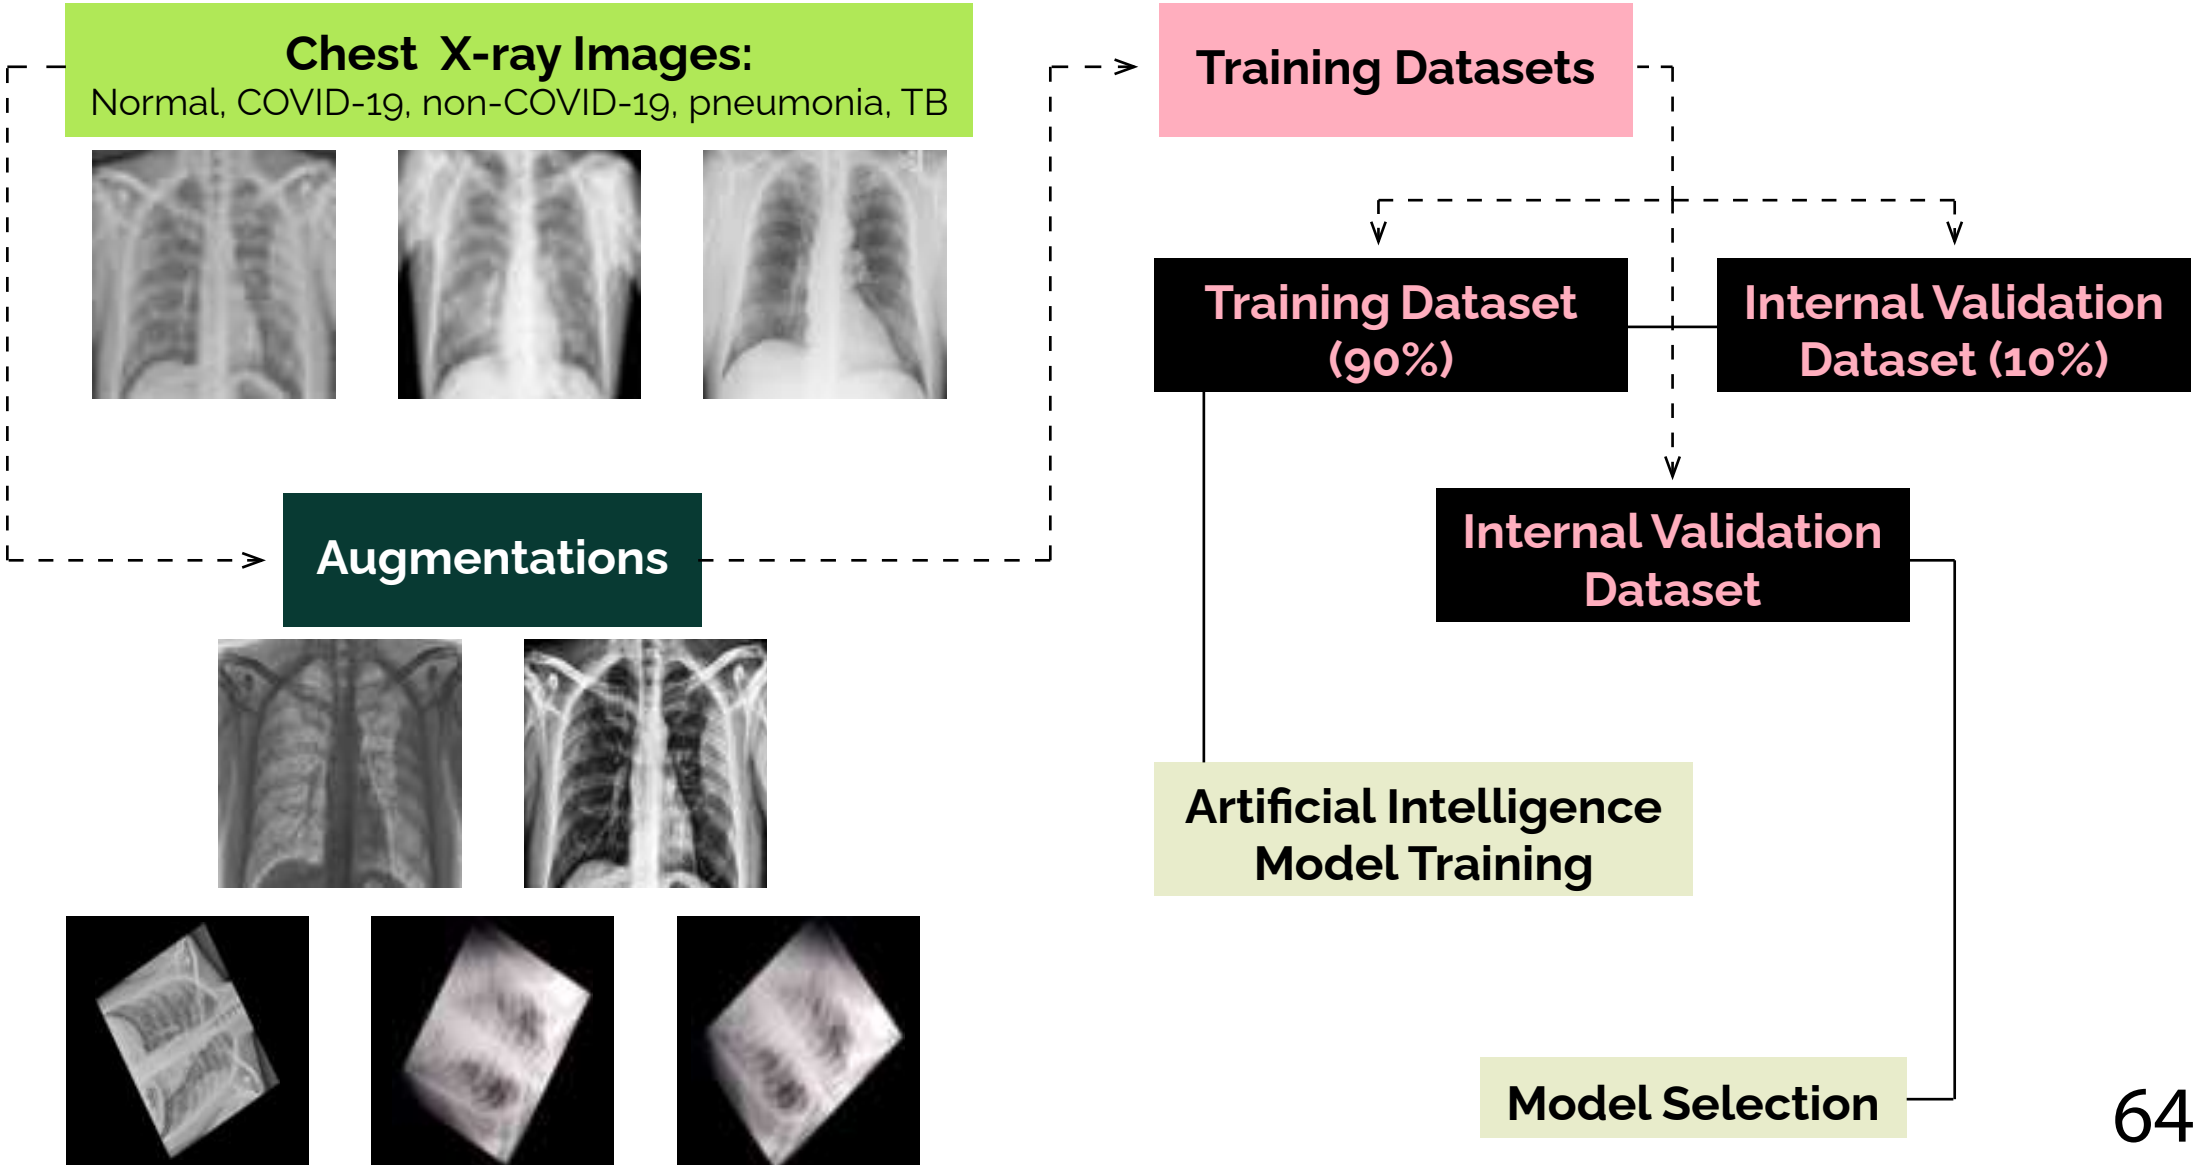 Chest X-ray Images:
Normal, COVID-19, non-COVID-19, pneumonia, TB
Augmentations
Training Datasets
Training Dataset
(90%)
Internal Validation
Dataset (10%)
Internal Validation
Dataset
Artificial Intelligence
Model Training
Model Selection
64